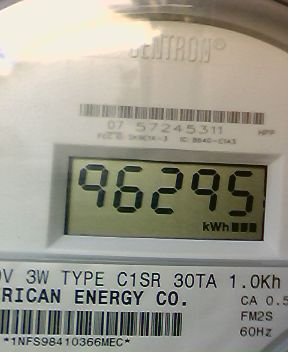 CENTRON®
07 57245311
96295
kWh
V 3W TYPE C1SR 30TA 1.0Kh
RICAN ENERGY CO.
CA 0.5
FM2S
60Hz
*1NFS98410366MEC*